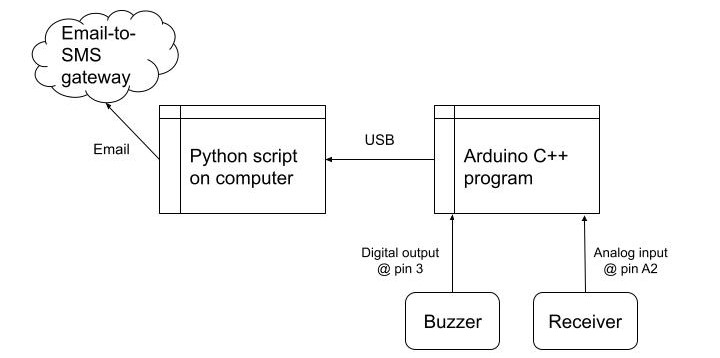 Email-to-
SMS
gateway
Email
Python script
on computer
USB
Arduino C++
program
Digital output
@ pin 3
Analog input
@ pin A2
Buzzer
Receiver